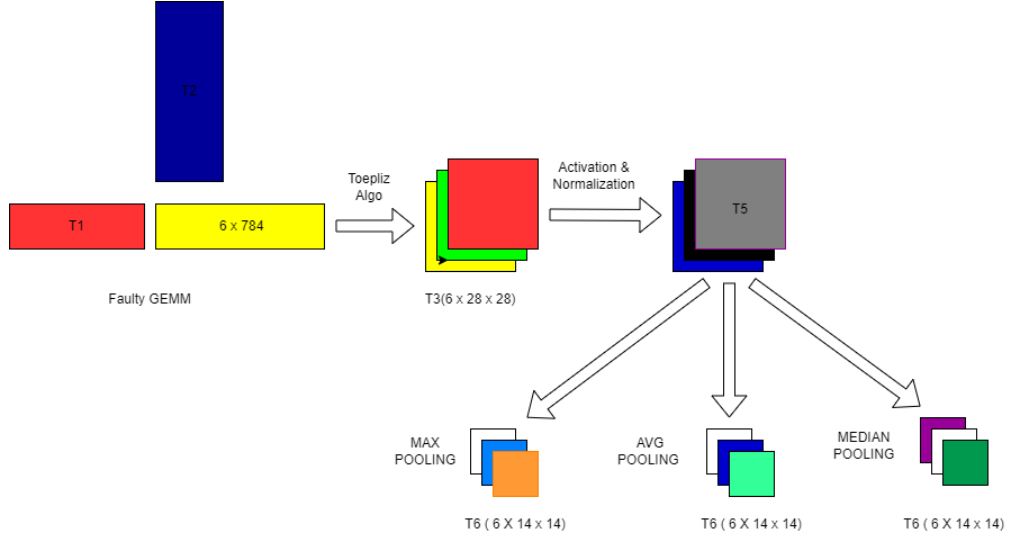 T2
T1
6 x 784
Faulty GEMM
Toepliz
Algo
T3(6 x 28 x 28)
Activation &
Normalization
T5
MAX
POOLING
T6 ( 6 X 14 x 14)
AVG
POOLING
T6 ( 6 X 14 x 14)
MEDIAN
POOLING
T6 ( 6 X 14 x 14)